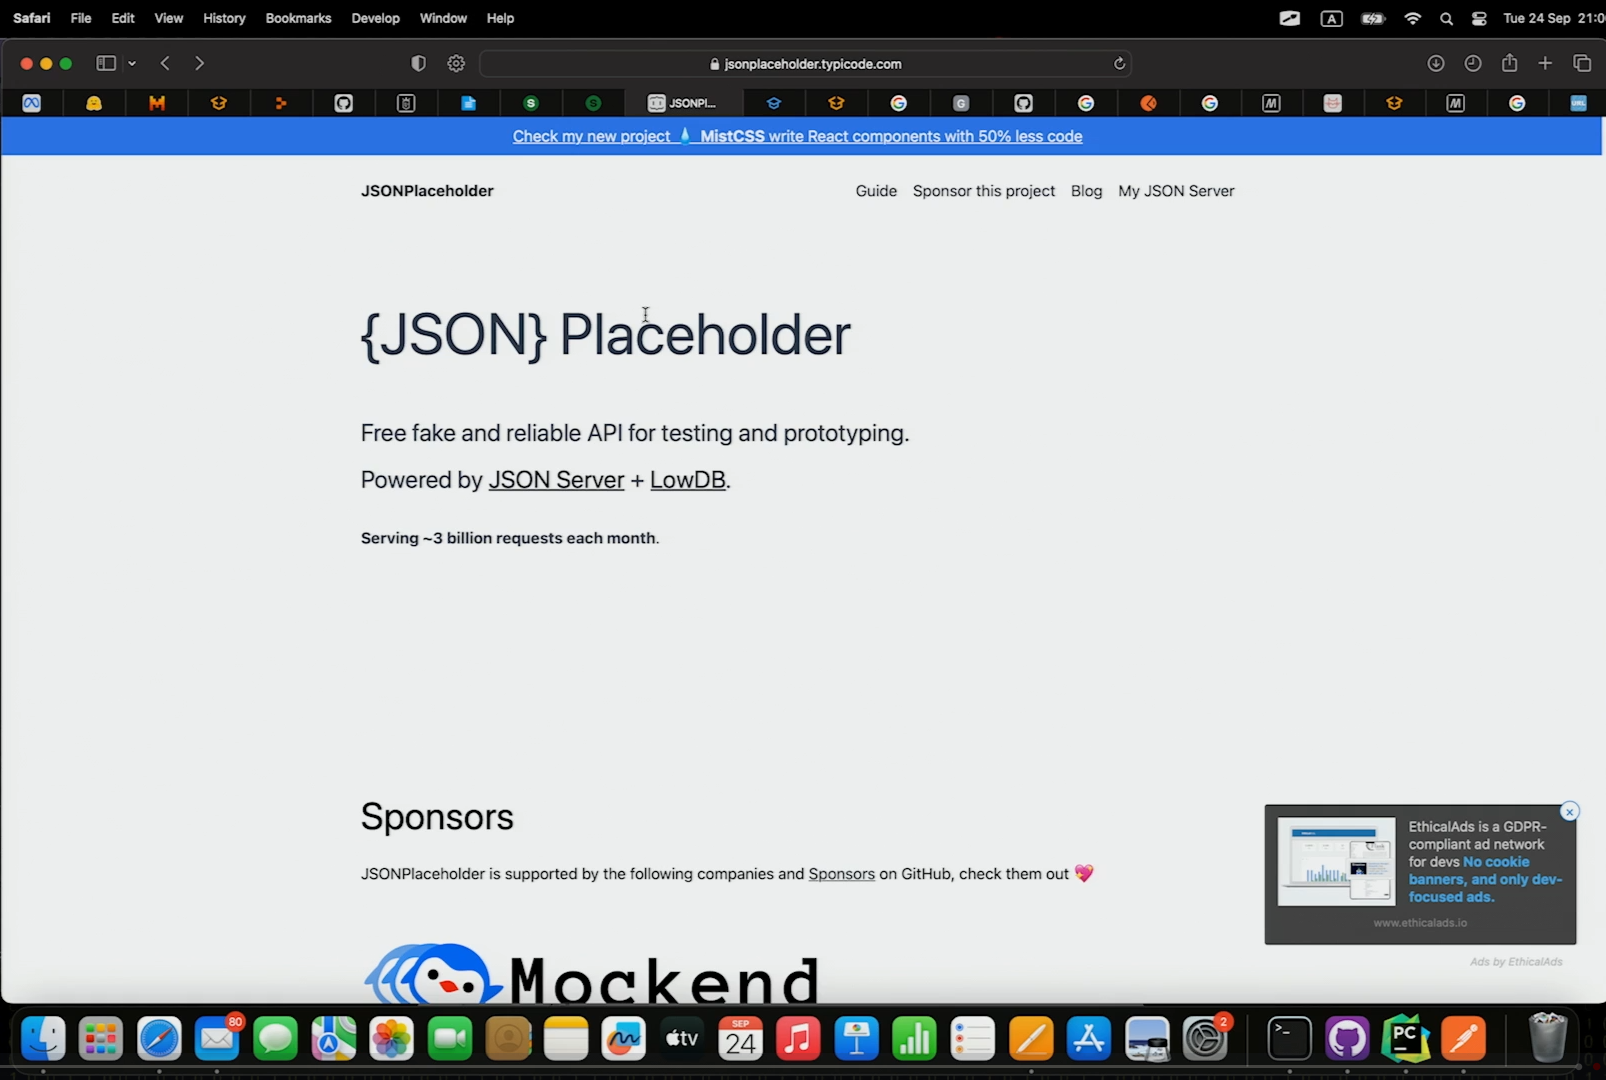 Safari File Edit View History Bookmarks Develop Window Help
A
Tue 24 Sep 21:0
jsonplaceholder.typicode.com
JSONPl...
Check my new project 💧 MistCSS write React components with 50% less code
JSONPlaceholder
Guide Sponsor this project Blog My JSON Server
{JSON} Placeholder
Free fake and reliable API for testing and prototyping.
Powered by JSON Server + LowDB.
Serving ~3 billion requests each month.
Sponsors
JSONPlaceholder is supported by the following companies and Sponsors on GitHub, check them out 💖
Mockend
EthicalAds is a GDPR-
compliant ad network
for devs No cookie
banners, and only dev-
focused ads.
www.ethicalads.io
Ads by EthicalAds
80
tv
SEP
24
2
PC